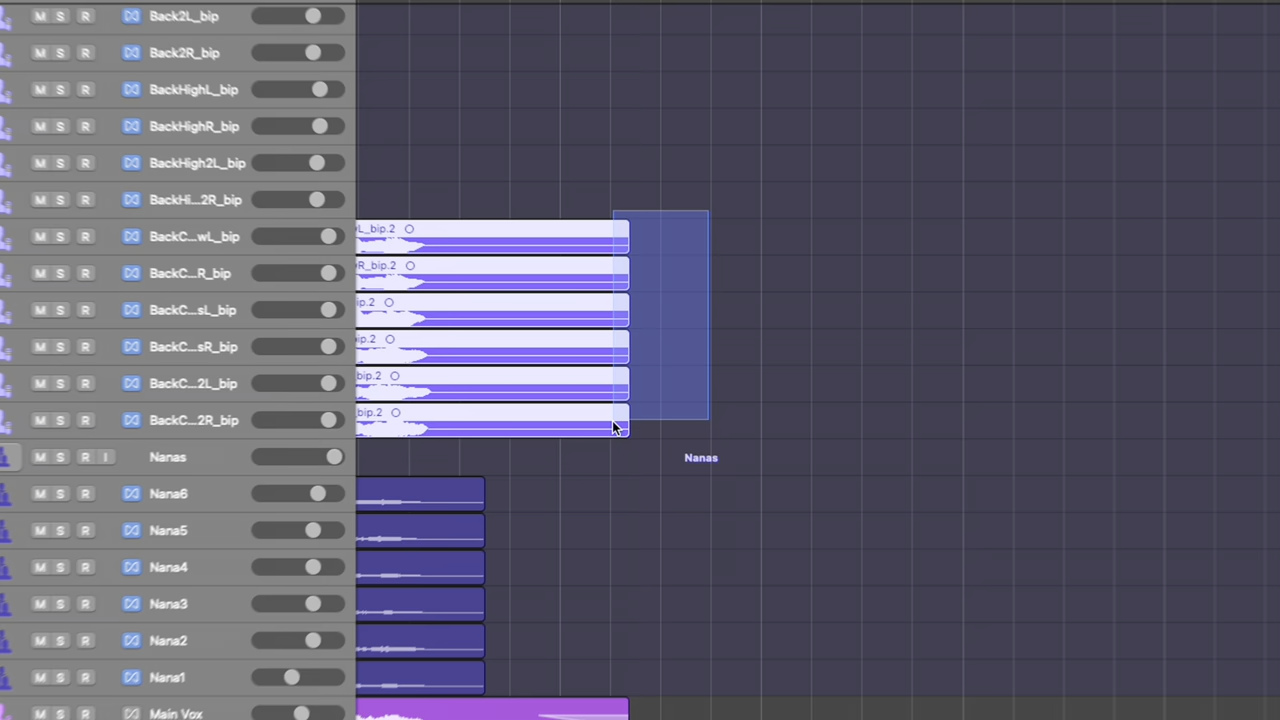 M S R Back2L_bip
M S R Back2R_bip
M S R BackHighL_bip
M S R BackHighR_bip
M S R BackHigh2L_bip
M S R BackHi...2R_bip
M S R BackC...wL_bip L_bip.2
M S R BackC...R_bip R_bip.2
M S R BackC...sL_bip ip.2
M S R BackC...sR_bip ip.2
M S R BackC...2L_bip bip.2
M S R BackC...2R_bip bip.2
M S R I Nanas Nanas
M S R Nana6
M S R Nana5
M S R Nana4
M S R Nana3
M S R Nana2
M S R Nana1
M S R Main Vox